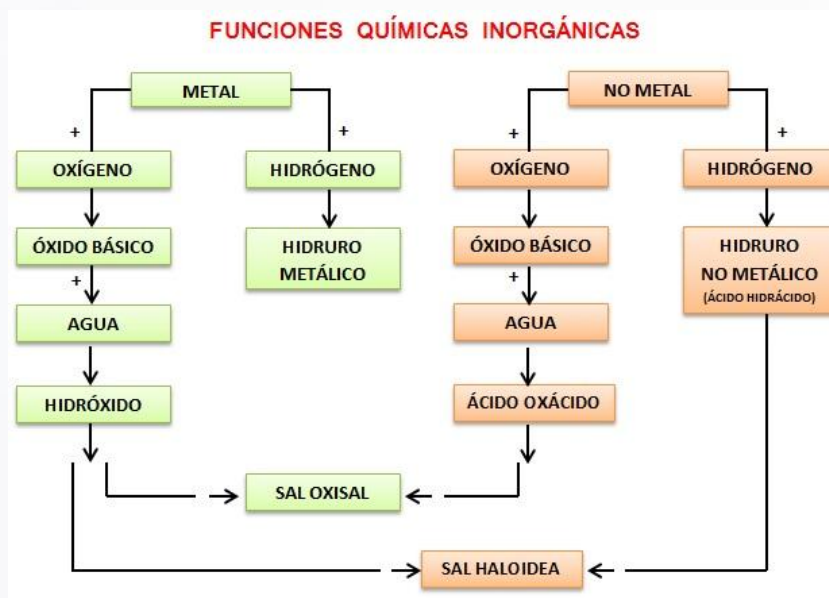 FUNCIONES QUÍMICAS INORGÁNICAS
METAL
NO METAL
+
+
+
+
OXÍGENO
HIDRÓGENO
OXÍGENO
HIDRÓGENO
ÓXIDO BÁSICO
HIDRURO
METÁLICO
ÓXIDO BÁSICO
HIDRURO
NO METÁLICO
(ÁCIDO HIDRÁCIDO)
+
+
AGUA
AGUA
HIDRÓXIDO
ÁCIDO OXÁCIDO
SAL OXISAL
SAL HALOIDEA